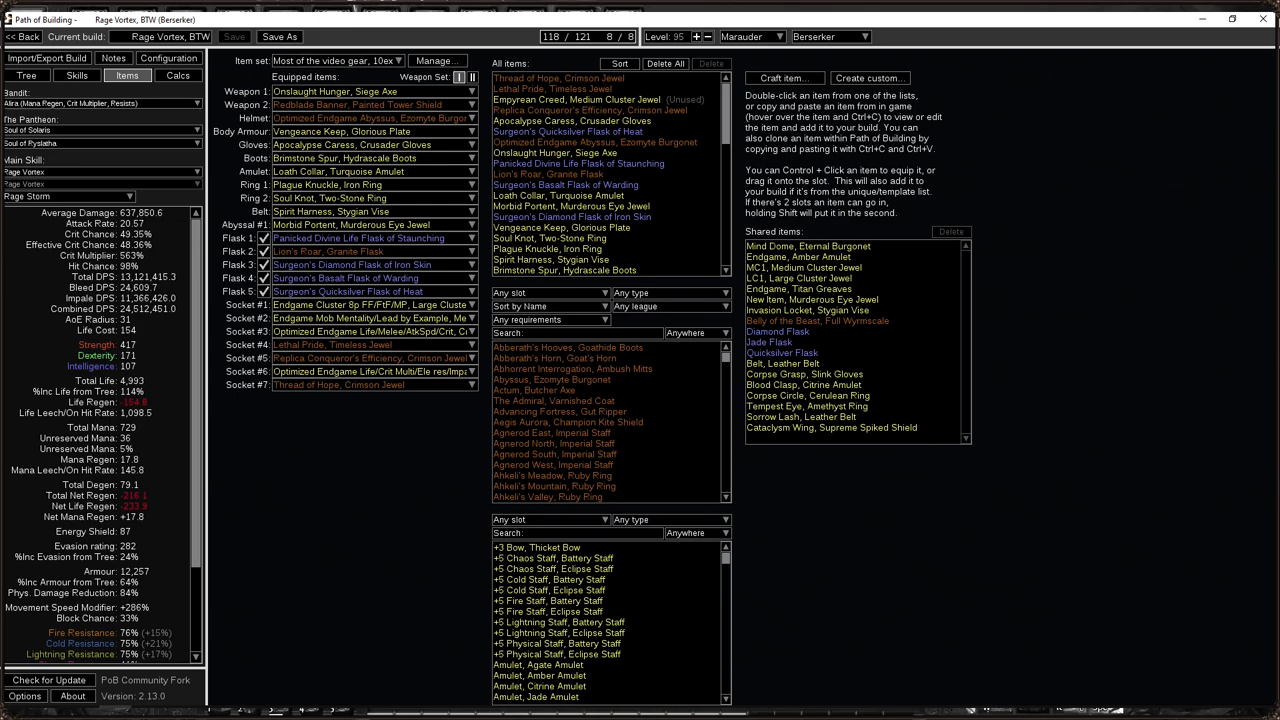 Path of Building - Rage Vortex, BTW (Berserker)
<< Back Current build: Rage Vortex, BTW Save Save As 118 / 121 8 / 8 Level: 95 + − Marauder Berserker
Import/Export Build Notes Configuration
Tree Skills Items Calcs
Bandit:
Alira (Mana Regen, Crit Multiplier, Resists)
The Pantheon:
Soul of Solaris
Soul of Ryslatha
Main Skill:
Rage Vortex
Rage Vortex
Rage Storm
Average Damage: 637,850.6
Attack Rate: 20.57
Crit Chance: 49.35%
Effective Crit Chance: 48.36%
Crit Multiplier: 563%
Hit Chance: 98%
Total DPS: 13,121,415.3
Bleed DPS: 24,609.7
Impale DPS: 11,366,426.0
Combined DPS: 24,512,451.0
AoE Radius: 31
Life Cost: 154
Strength: 417
Dexterity: 171
Intelligence: 107
Total Life: 4,993
%Inc Life from Tree: 114%
Life Regen: -154.8
Life Leech/On Hit Rate: 1,098.5
Total Mana: 729
Unreserved Mana: 36
Unreserved Mana: 5%
Mana Regen: 17.8
Mana Leech/On Hit Rate: 145.8
Total Degen: 79.1
Total Net Regen: -216.1
Net Life Regen: -233.9
Net Mana Regen: +17.8
Energy Shield: 87
Evasion rating: 282
%Inc Evasion from Tree: 24%
Armour: 12,257
%Inc Armour from Tree: 64%
Phys. Damage Reduction: 84%
Movement Speed Modifier: +286%
Block Chance: 33%
Fire Resistance: 76% (+15%)
Cold Resistance: 75% (+21%)
Lightning Resistance: 75% (+17%)
Check for Update PoB Community Fork
Options About Version: 2.13.0
Item set: Most of the video gear, 10ex Manage...
Equipped items: Weapon Set: I II
Weapon 1: Onslaught Hunger, Siege Axe
Weapon 2: Redblade Banner, Painted Tower Shield
Helmet: Optimized Endgame Abyssus, Ezomyte Burgon
Body Armour: Vengeance Keep, Glorious Plate
Gloves: Apocalypse Caress, Crusader Gloves
Boots: Brimstone Spur, Hydrascale Boots
Amulet: Loath Collar, Turquoise Amulet
Ring 1: Plague Knuckle, Iron Ring
Ring 2: Soul Knot, Two-Stone Ring
Belt: Spirit Harness, Stygian Vise
Abyssal #1: Morbid Portent, Murderous Eye Jewel
Flask 1: Panicked Divine Life Flask of Staunching
Flask 2: Lion's Roar, Granite Flask
Flask 3: Surgeon's Diamond Flask of Iron Skin
Flask 4: Surgeon's Basalt Flask of Warding
Flask 5: Surgeon's Quicksilver Flask of Heat
Socket #1: Endgame Cluster 8p FF/FtF/MP, Large Cluste
Socket #2: Endgame Mob Mentality/Lead by Example, Me
Socket #3: Optimized Endgame Life/Melee/AtkSpd/Crit, C
Socket #4: Lethal Pride, Timeless Jewel
Socket #5: Replica Conqueror's Efficiency, Crimson Jewel
Socket #6: Optimized Endgame Life/Crit Multi/Ele res/Impa
Socket #7: Thread of Hope, Crimson Jewel
All items: Sort Delete All Delete
Thread of Hope, Crimson Jewel
Lethal Pride, Timeless Jewel
Empyrean Creed, Medium Cluster Jewel (Unused)
Replica Conqueror's Efficiency, Crimson Jewel
Apocalypse Caress, Crusader Gloves
Surgeon's Quicksilver Flask of Heat
Optimized Endgame Abyssus, Ezomyte Burgonet
Onslaught Hunger, Siege Axe
Panicked Divine Life Flask of Staunching
Lion's Roar, Granite Flask
Surgeon's Basalt Flask of Warding
Loath Collar, Turquoise Amulet
Morbid Portent, Murderous Eye Jewel
Surgeon's Diamond Flask of Iron Skin
Vengeance Keep, Glorious Plate
Soul Knot, Two-Stone Ring
Plague Knuckle, Iron Ring
Spirit Harness, Stygian Vise
Brimstone Spur, Hydrascale Boots
Any slot Any type
Sort by Name Any league
Any requirements
Search: Anywhere
Abberath's Hooves, Goathide Boots
Abberath's Horn, Goat's Horn
Abhorrent Interrogation, Ambush Mitts
Abyssus, Ezomyte Burgonet
Actum, Butcher Axe
The Admiral, Varnished Coat
Advancing Fortress, Gut Ripper
Aegis Aurora, Champion Kite Shield
Agnerod East, Imperial Staff
Agnerod North, Imperial Staff
Agnerod South, Imperial Staff
Agnerod West, Imperial Staff
Ahkeli's Meadow, Ruby Ring
Ahkeli's Mountain, Ruby Ring
Ahkeli's Valley, Ruby Ring
Any slot Any type
Search: Anywhere
+3 Bow, Thicket Bow
+5 Chaos Staff, Battery Staff
+5 Chaos Staff, Eclipse Staff
+5 Cold Staff, Battery Staff
+5 Cold Staff, Eclipse Staff
+5 Fire Staff, Battery Staff
+5 Fire Staff, Eclipse Staff
+5 Lightning Staff, Battery Staff
+5 Lightning Staff, Eclipse Staff
+5 Physical Staff, Battery Staff
+5 Physical Staff, Eclipse Staff
Amulet, Agate Amulet
Amulet, Amber Amulet
Amulet, Citrine Amulet
Amulet, Jade Amulet
Craft item... Create custom...
Double-click an item from one of the lists,
or copy and paste an item from in game
(hover over the item and Ctrl+C) to view or edit
the item and add it to your build. You can
also clone an item within Path of Building by
copying and pasting it with Ctrl+C and Ctrl+V.
You can Control + Click an item to equip it, or
drag it onto the slot. This will also add it to
your build if it's from the unique/template list.
If there's 2 slots an item can go in,
holding Shift will put it in the second.
Shared items: Delete
Mind Dome, Eternal Burgonet
Endgame, Amber Amulet
MC1, Medium Cluster Jewel
LC1, Large Cluster Jewel
Endgame, Titan Greaves
New Item, Murderous Eye Jewel
Invasion Locket, Stygian Vise
Belly of the Beast, Full Wyrmscale
Diamond Flask
Jade Flask
Quicksilver Flask
Belt, Leather Belt
Corpse Grasp, Slink Gloves
Blood Clasp, Citrine Amulet
Corpse Circle, Cerulean Ring
Tempest Eye, Amethyst Ring
Sorrow Lash, Leather Belt
Cataclysm Wing, Supreme Spiked Shield